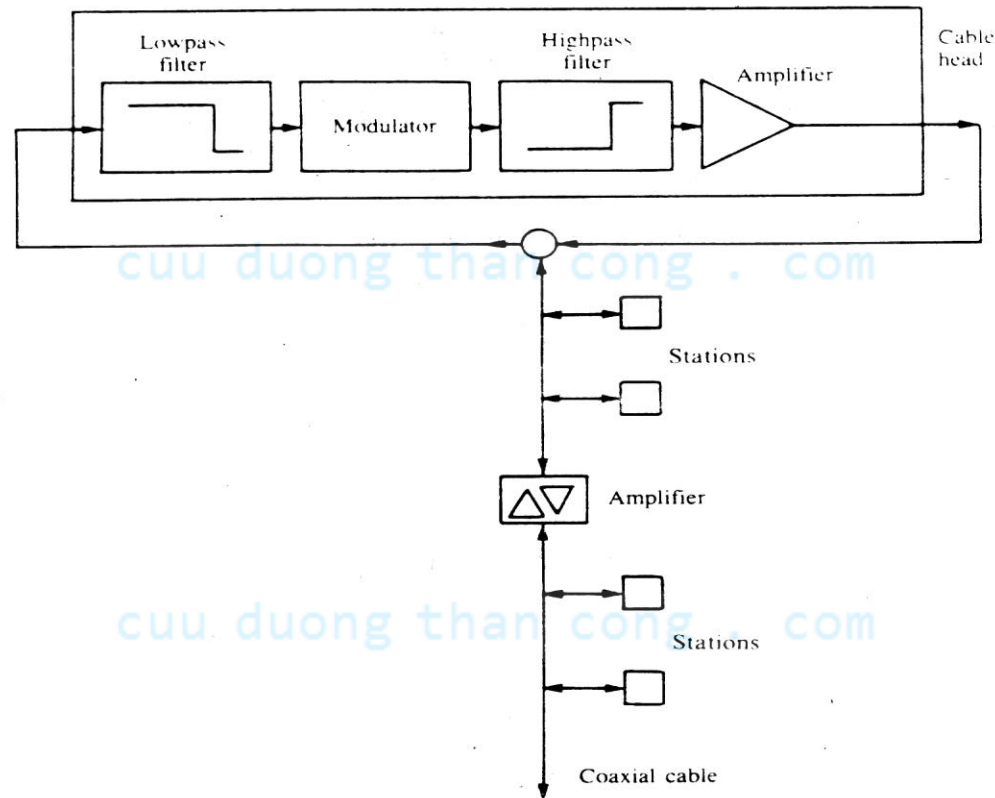 Lowpass
filter
Modulator
Highpass
filter
Amplifier
Cable
head
cuu duong than cong . com
Stations
Amplifier
cuu duong than cong . com
Stations
Coaxial cable